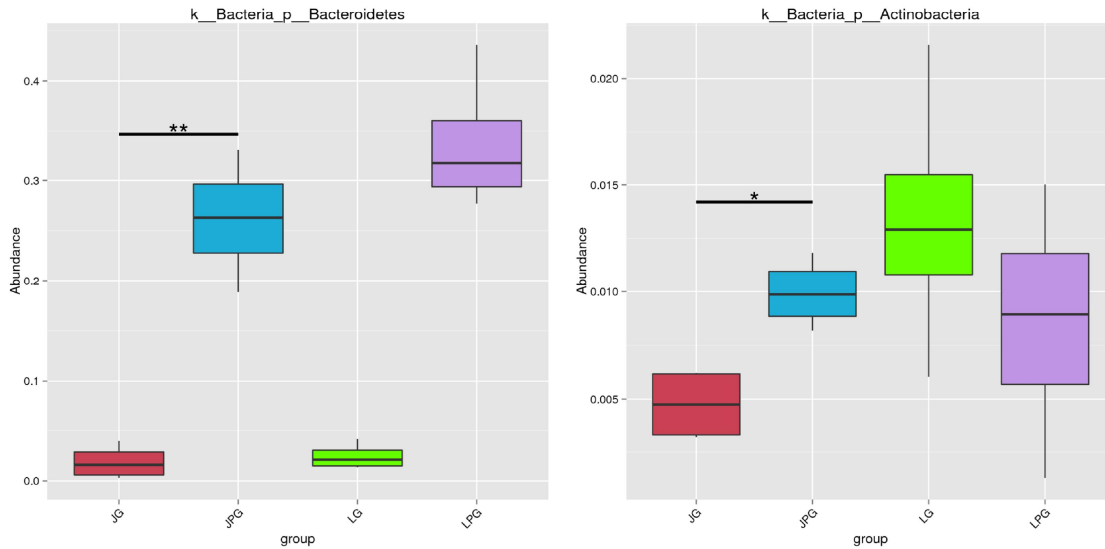 k__Bacteria_p__Bacteroidetes
**
0.4
0.3
0.2
0.1
0.0
Abundance
JG
JPG
LG
LPG
group
k__Bacteria_p__Actinobacteria
*
0.020
0.015
0.010
0.005
Abundance
JG
JPG
LG
LPG
group